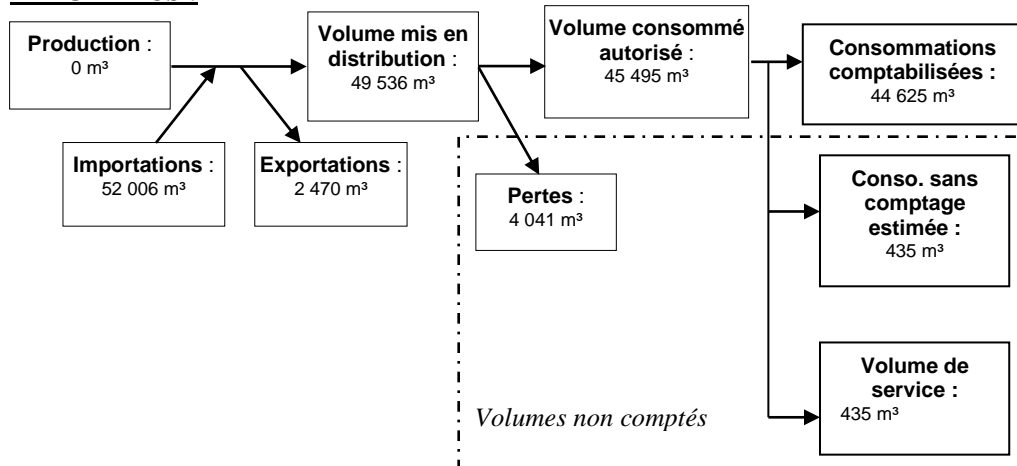 Production :
0 m³
Volume mis en
distribution :
49 536 m³
Volume consommé
autorisé :
45 495 m³
Consommations
comptabilisées :
44 625 m³
Importations :
52 006 m³
Exportations :
2 470 m³
Pertes :
4 041 m³
Conso. sans
comptage
estimée :
435 m³
Volume de
service :
435 m³
Volumes non comptés